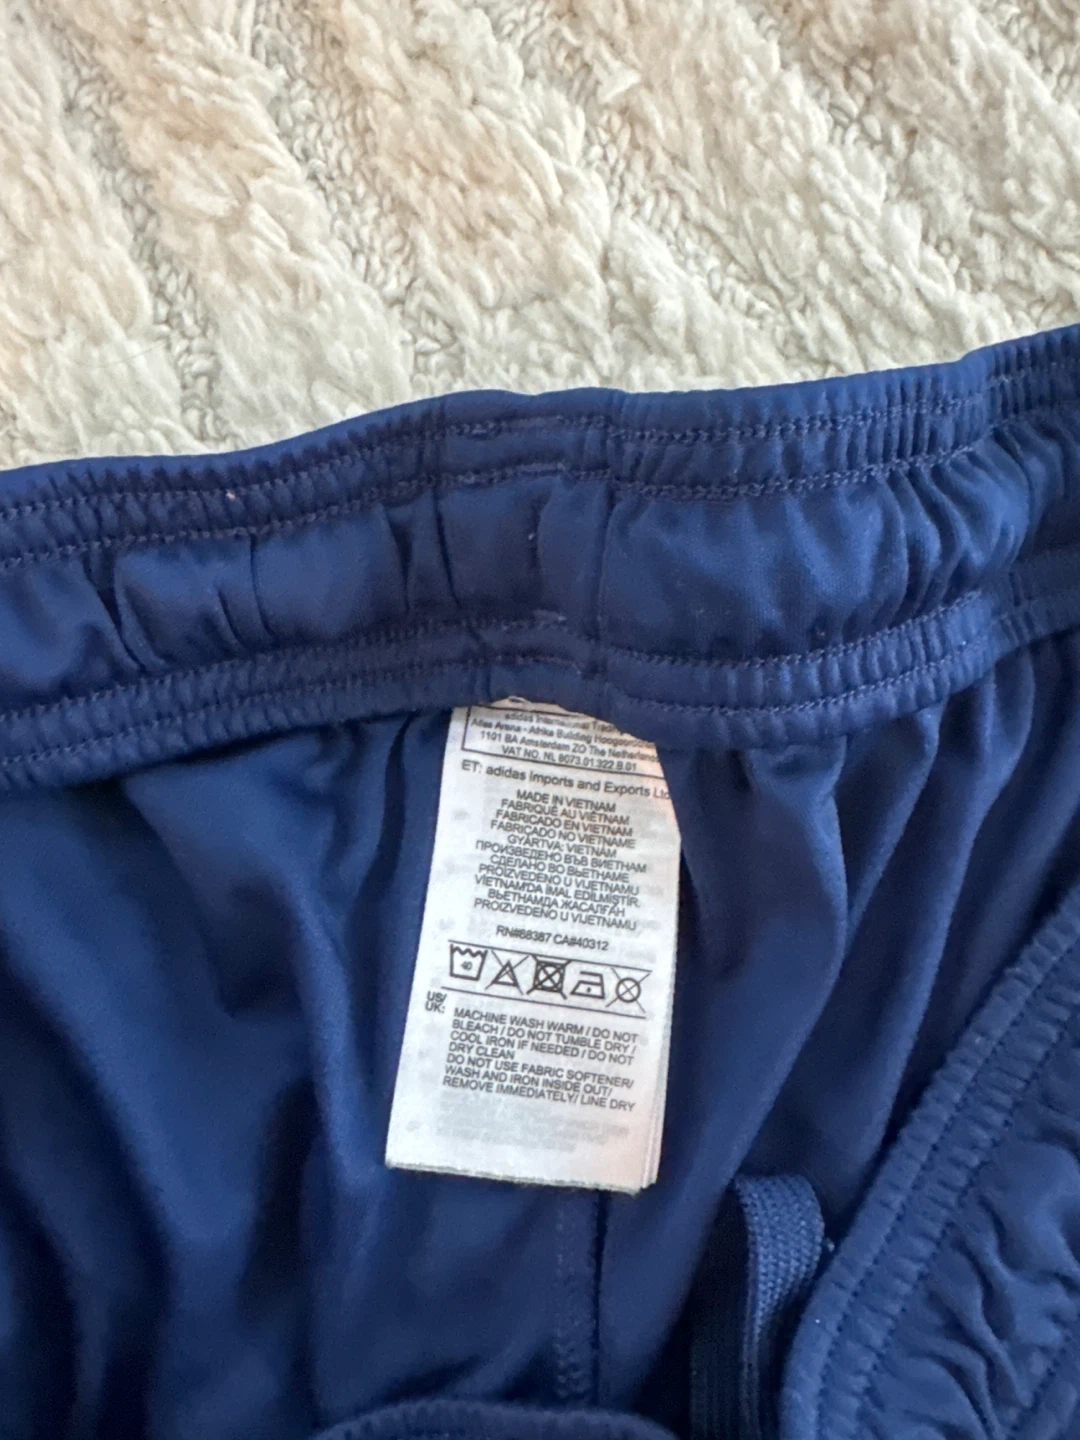 adidas International Trading
Atlas Arena - Afrika Building Hoogoorddreef
1101 BA Amsterdam ZO The Netherlands
VAT NO. NL 8073.01.322.B.01
ET: adidas Imports and Exports Ltd
MADE IN VIETNAM
FABRIQUÉ AU VIÊTNAM
FABRICADO EN VIETNAM
FABRICADO NO VIETNAME
GYÁRTVA: VIETNÁM
ПРОИЗВЕДЕНО ВЪВ ВИЕТНАМ
СДЕЛАНО ВО ВЬЕТНАМЕ
PROIZVEDENO U VIJETNAMU
VIETNAM'DA İMAL EDİLMİŞTİR.
ВЬЕТНАМДА ЖАСАЛҒАН
PROIZVEDENO U VIJETNAMU
RN#88387 CA#40312
40
US/
UK:
MACHINE WASH WARM / DO NOT
BLEACH / DO NOT TUMBLE DRY /
COOL IRON IF NEEDED / DO NOT
DRY CLEAN
DO NOT USE FABRIC SOFTENER/
WASH AND IRON INSIDE OUT/
REMOVE IMMEDIATELY/ LINE DRY